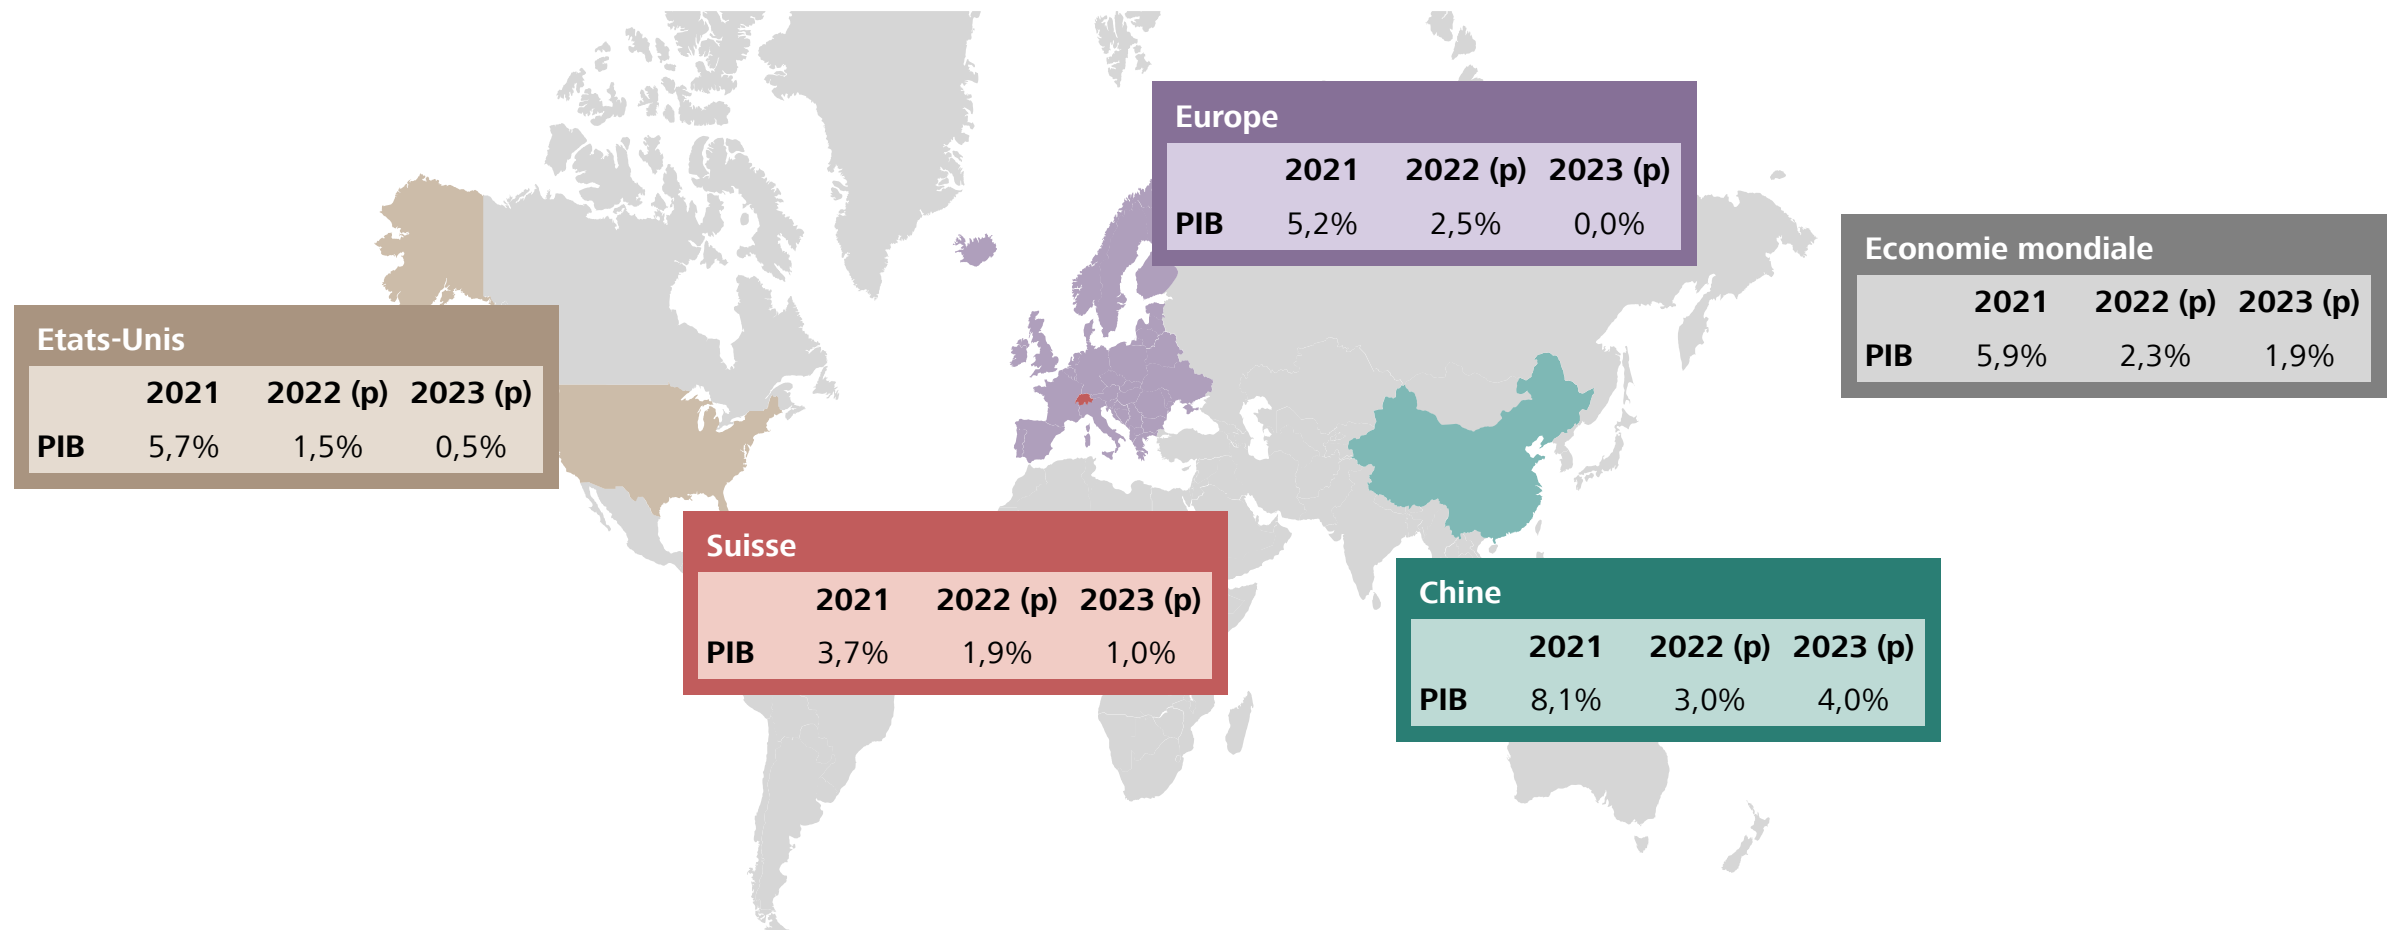 Europe
2021 2022 (p) 2023 (p)
PIB 5,2% 2,5% 0,0%
Economie mondiale
2021 2022 (p) 2023 (p)
PIB 5,9% 2,3% 1,9%
Etats-Unis
2021 2022 (p) 2023 (p)
PIB 5,7% 1,5% 0,5%
Suisse
2021 2022 (p) 2023 (p)
PIB 3,7% 1,9% 1,0%
Chine
2021 2022 (p) 2023 (p)
PIB 8,1% 3,0% 4,0%